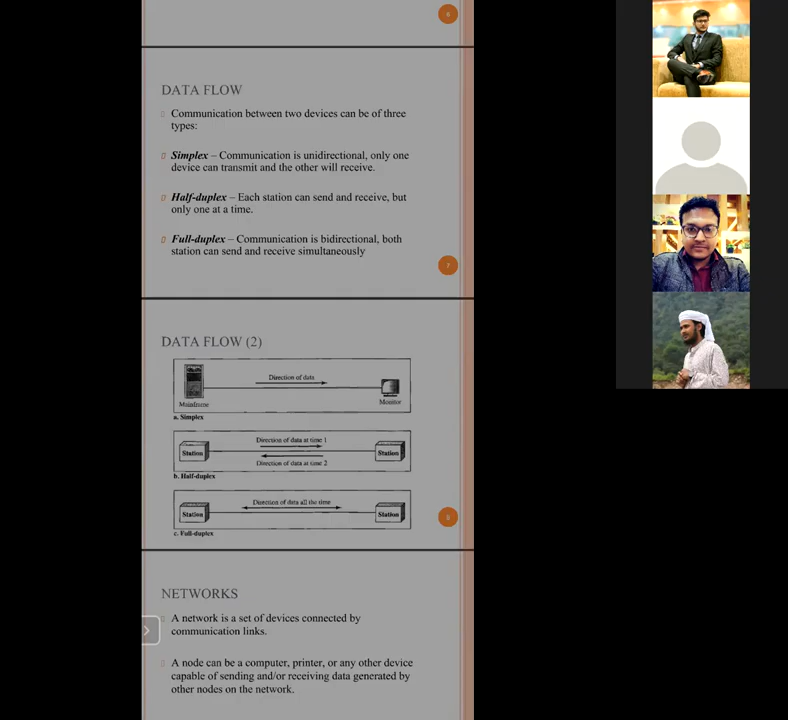 6
DATA FLOW
Communication between two devices can be of three
types:
Simplex – Communication is unidirectional, only one
device can transmit and the other will receive.
Half-duplex – Each station can send and receive, but
only one at a time.
Full-duplex – Communication is bidirectional, both
station can send and receive simultaneously
7
DATA FLOW (2)
Direction of data
Mainframe
Monitor
a. Simplex
Direction of data at time 1
Station
Station
Direction of data at time 2
b. Half-duplex
Direction of data all the time
Station
Station
c. Full-duplex
8
NETWORKS
A network is a set of devices connected by
communication links.
A node can be a computer, printer, or any other device
capable of sending and/or receiving data generated by
other nodes on the network.